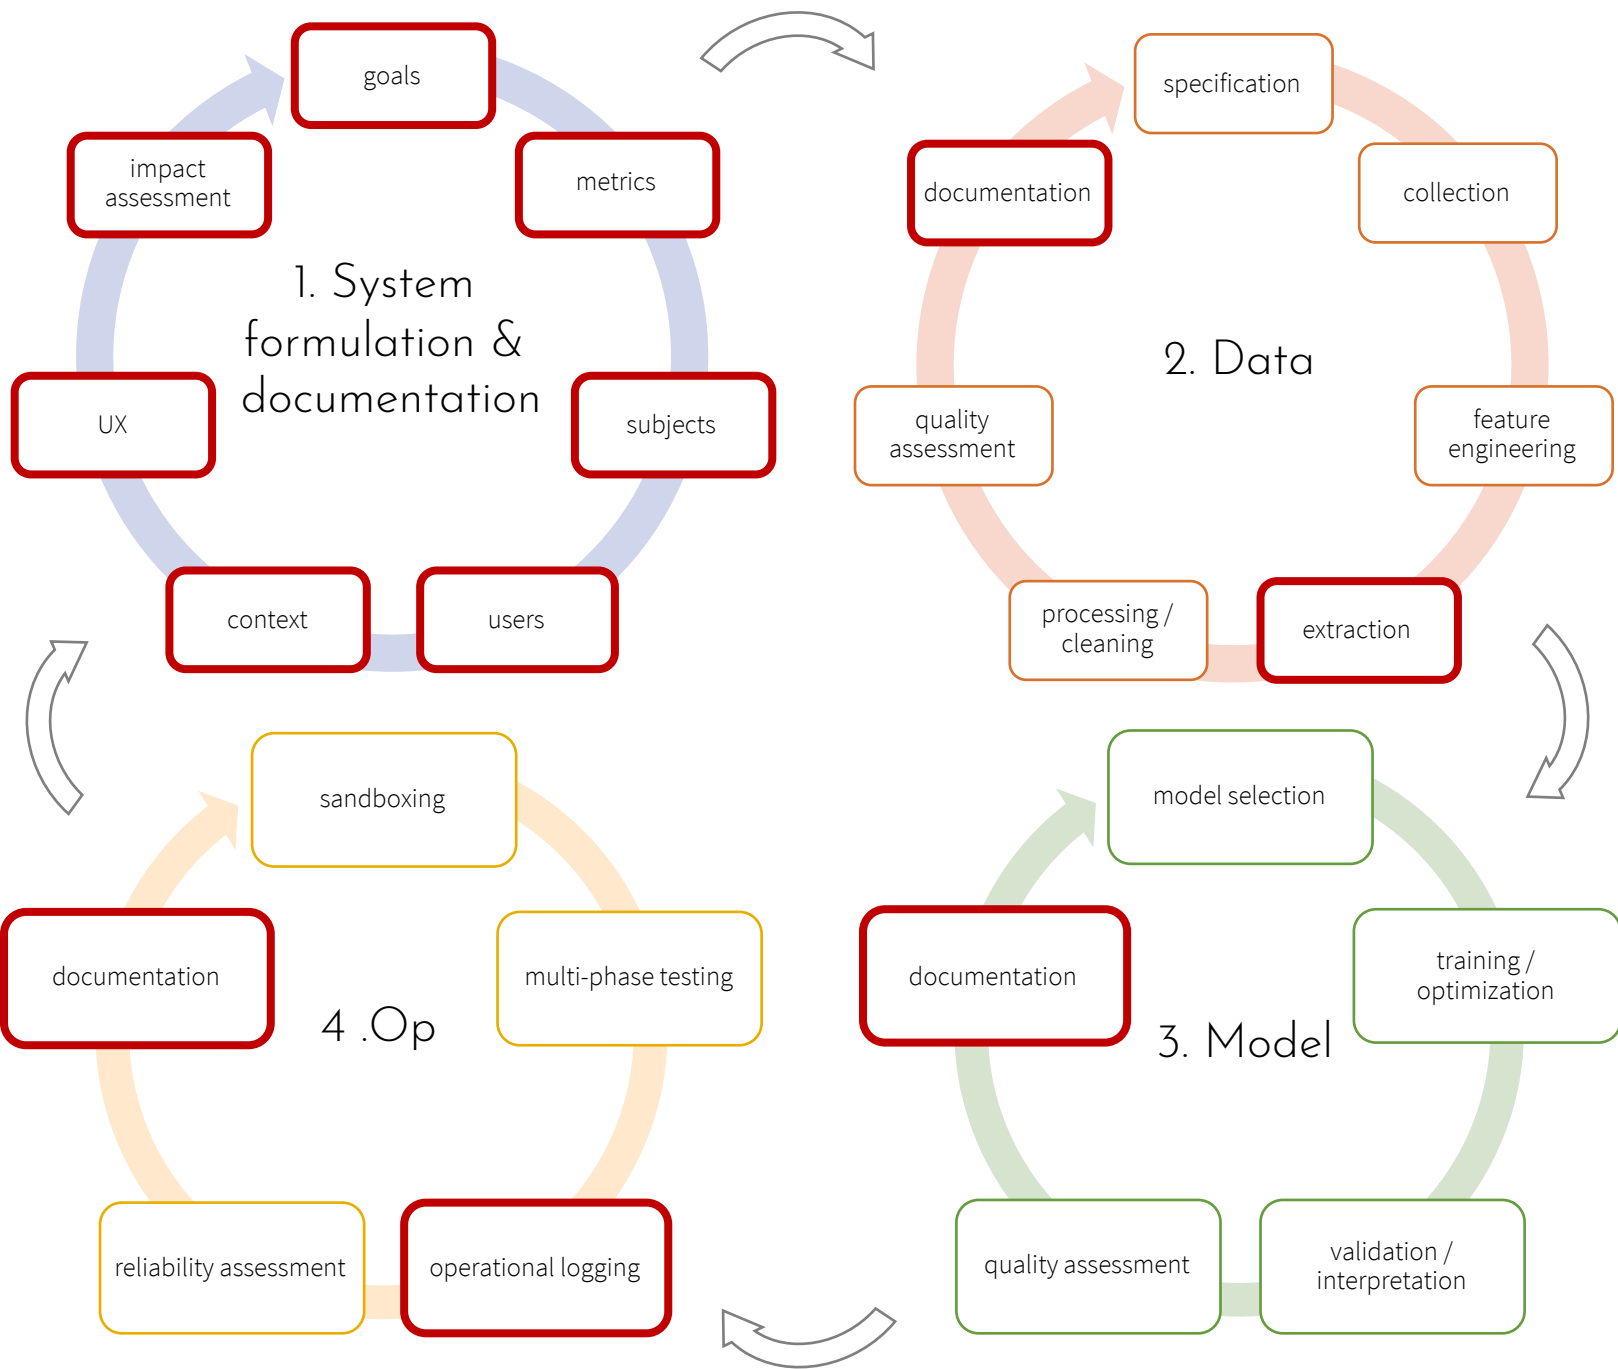 goals
metrics
subjects
users
context
UX
impact
assessment
1. System
formulation &
documentation
specification
collection
feature
engineering
extraction
processing /
cleaning
quality
assessment
documentation
2. Data
model selection
training /
optimization
validation /
interpretation
quality assessment
documentation
3. Model
sandboxing
multi-phase testing
operational logging
reliability assessment
documentation
4 .Op